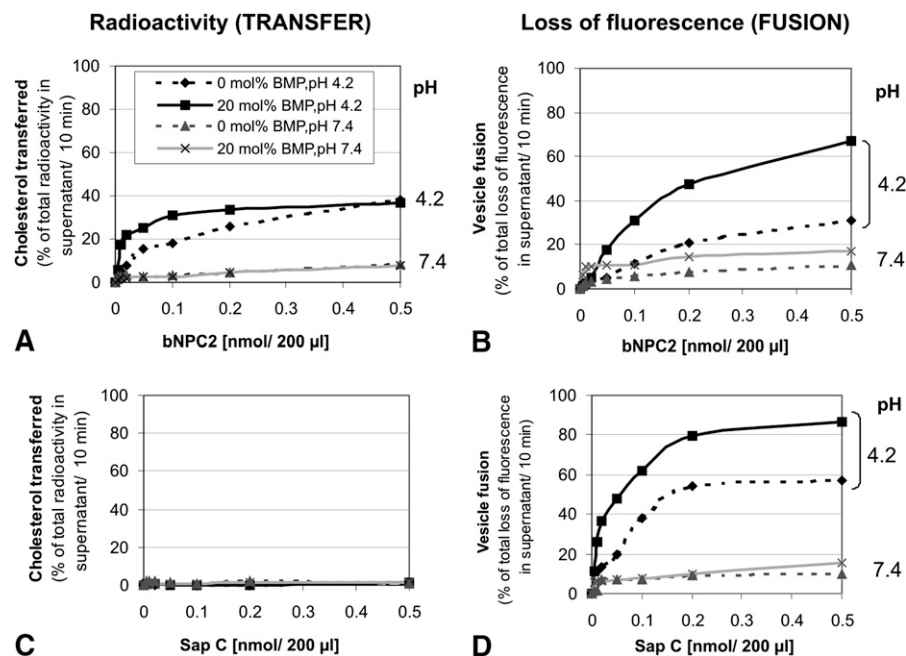 Radioactivity (TRANSFER)
Loss of fluorescence (FUSION)
Cholesterol transferred
(% of total radioactivity in
supernatant/ 10 min)
100
80
60
40
20
0
0 mol% BMP,pH 4.2
20 mol% BMP,pH 4.2
0 mol% BMP,pH 7.4
20 mol% BMP,pH 7.4
pH
4.2
7.4
0
0.1
0.2
0.3
0.4
0.5
A
bNPC2 [nmol/ 200 µl]
Vesicle fusion
(% of total loss of fluorescence
in supernatant/ 10 min)
100
80
60
40
20
0
pH
4.2
7.4
0
0.1
0.2
0.3
0.4
0.5
B
bNPC2 [nmol/ 200 µl]
Cholesterol transferred
(% of total radioactivity in
supernatant/ 10 min)
100
80
60
40
20
0
0
0.1
0.2
0.3
0.4
0.5
C
Sap C [nmol/ 200 µl]
Vesicle fusion
(% of total loss of fluorescence
in supernatant/ 10 min)
100
80
60
40
20
0
pH
4.2
7.4
0
0.1
0.2
0.3
0.4
0.5
D
Sap C [nmol/ 200 µl]